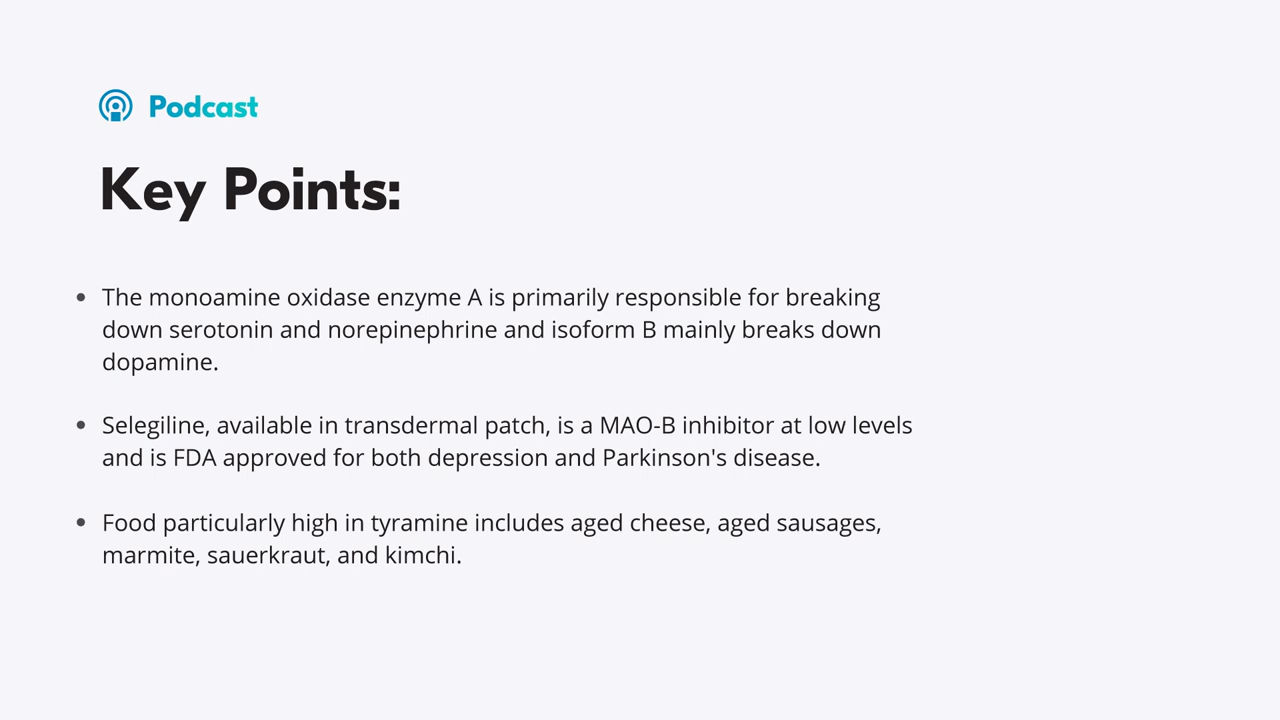 Podcast
Key Points:
• The monoamine oxidase enzyme A is primarily responsible for breaking
down serotonin and norepinephrine and isoform B mainly breaks down
dopamine.
• Selegiline, available in transdermal patch, is a MAO-B inhibitor at low levels
and is FDA approved for both depression and Parkinson's disease.
• Food particularly high in tyramine includes aged cheese, aged sausages,
marmite, sauerkraut, and kimchi.